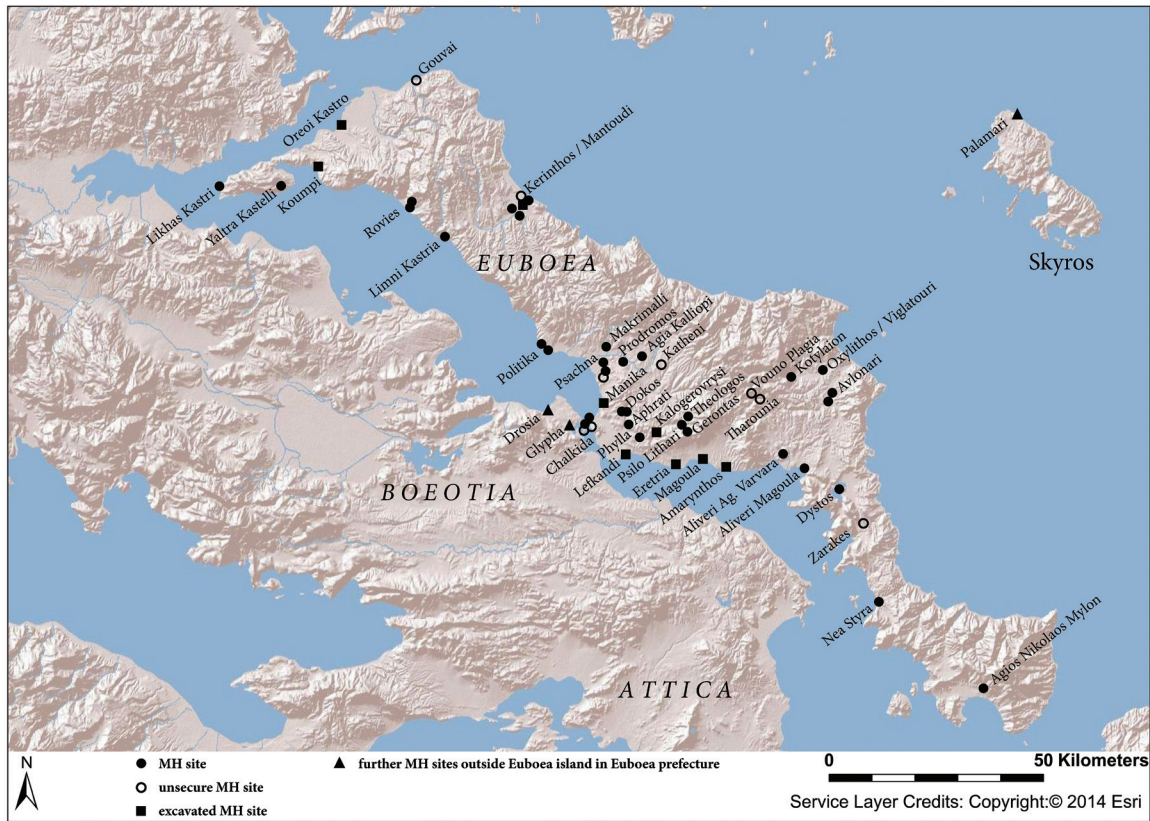 Gouvai
Oreoi Kastro
Palamari
Kerinthos / Mantoudi
Likhas Kastri
Yaltra Kastelli
Koumpi
Rovies
Limni Kastria
EUBOEA
Skyros
Makrimalli
Prodromos
Agia Kalliopi
Katheni
Politika
Psachna
Manika
Vouno Plagia
Kotylaion
Oxylithos / Viglatouri
Avlonari
Dokos
Aphrati
Kalogerovrysi
Theologos
Gerontas
Tharounia
Drosia
Glypha
Chalkida
Phylla
Psilo Lithari
Lefkandi
Eretria
Magoula
Amarynthos
Aliveri Ag. Varvara
Aliveri Magoula
Dystos
Zarakes
BOEOTIA
Nea Styra
Agios Nikolaos Mylon
ATTICA
N
MH site
unsecure MH site
excavated MH site
further MH sites outside Euboea island in Euboea prefecture
0 50 Kilometers
Service Layer Credits: Copyright:© 2014 Esri